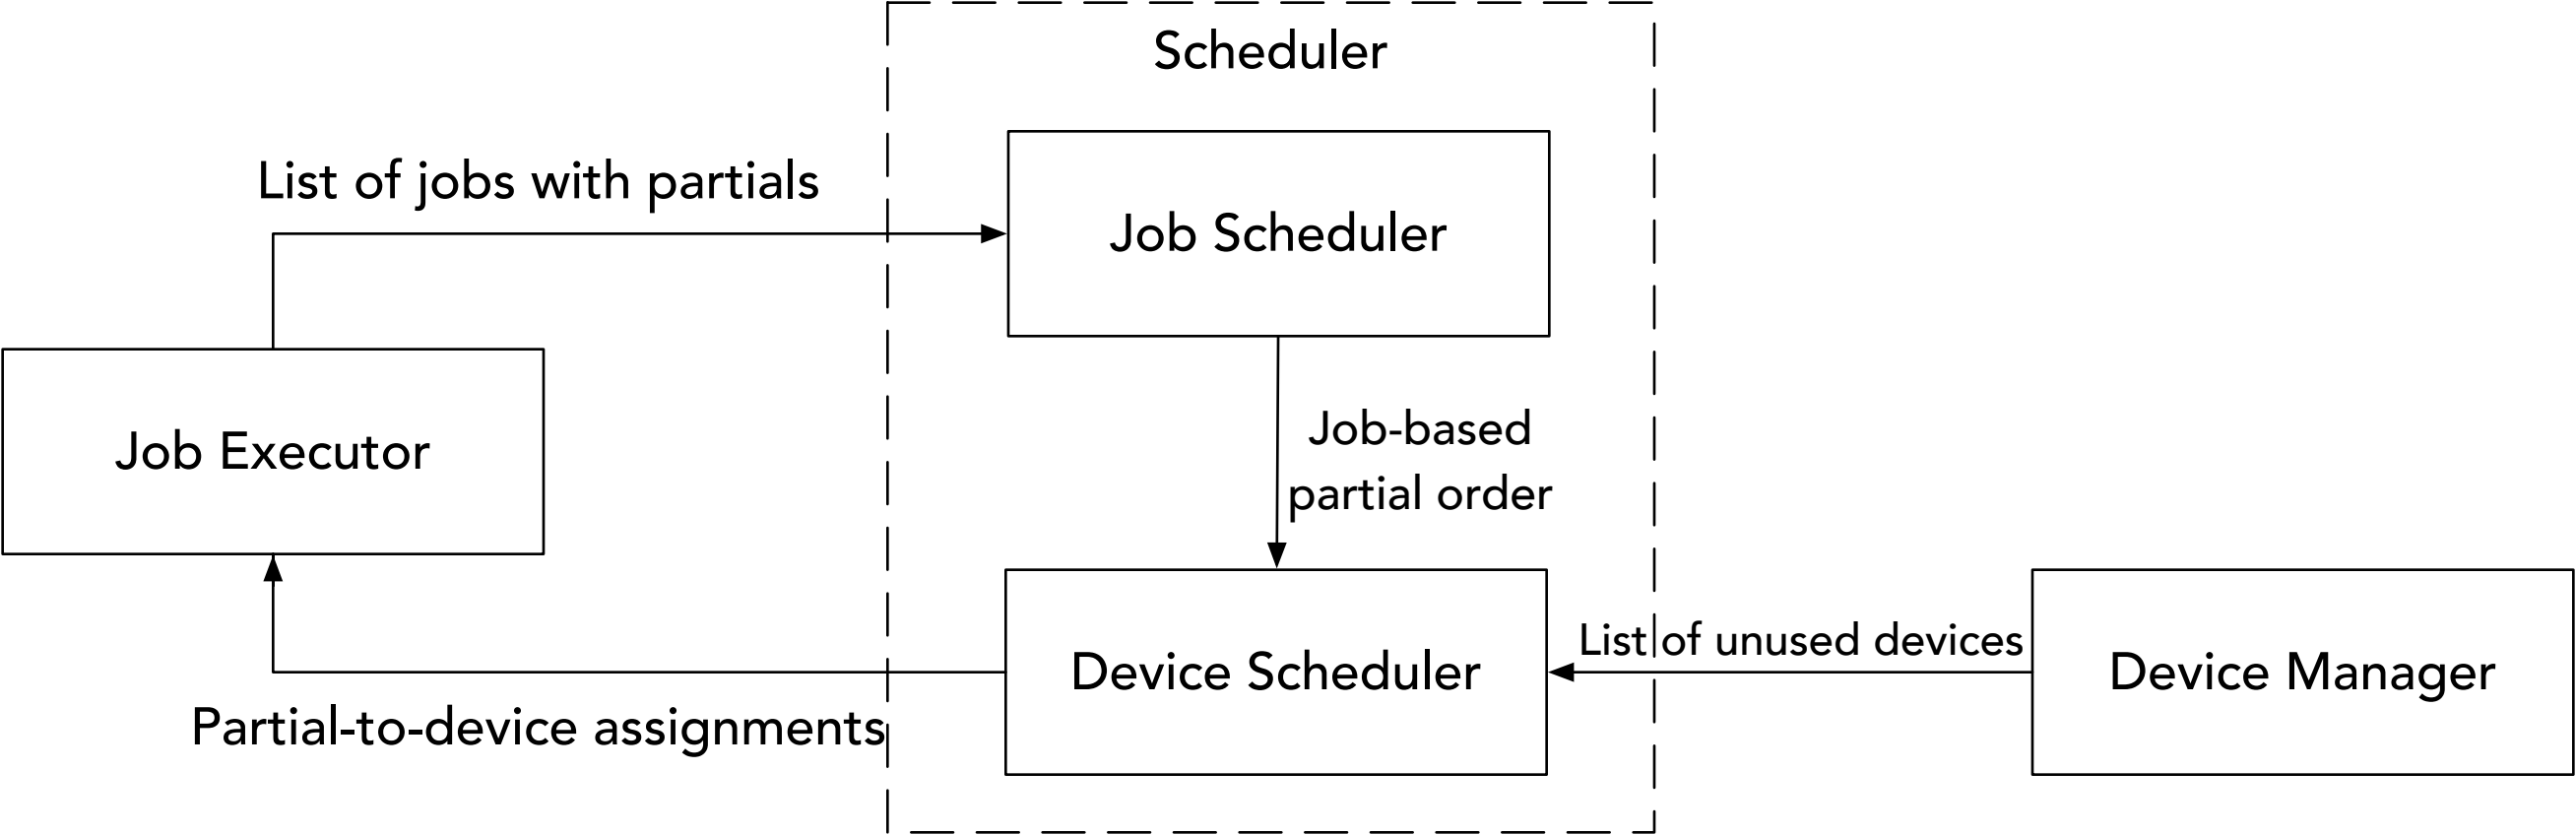 Scheduler
List of jobs with partials
Job Scheduler
Job Executor
Job-based
partial order
List of unused devices
Device Scheduler
Device Manager
Partial-to-device assignments